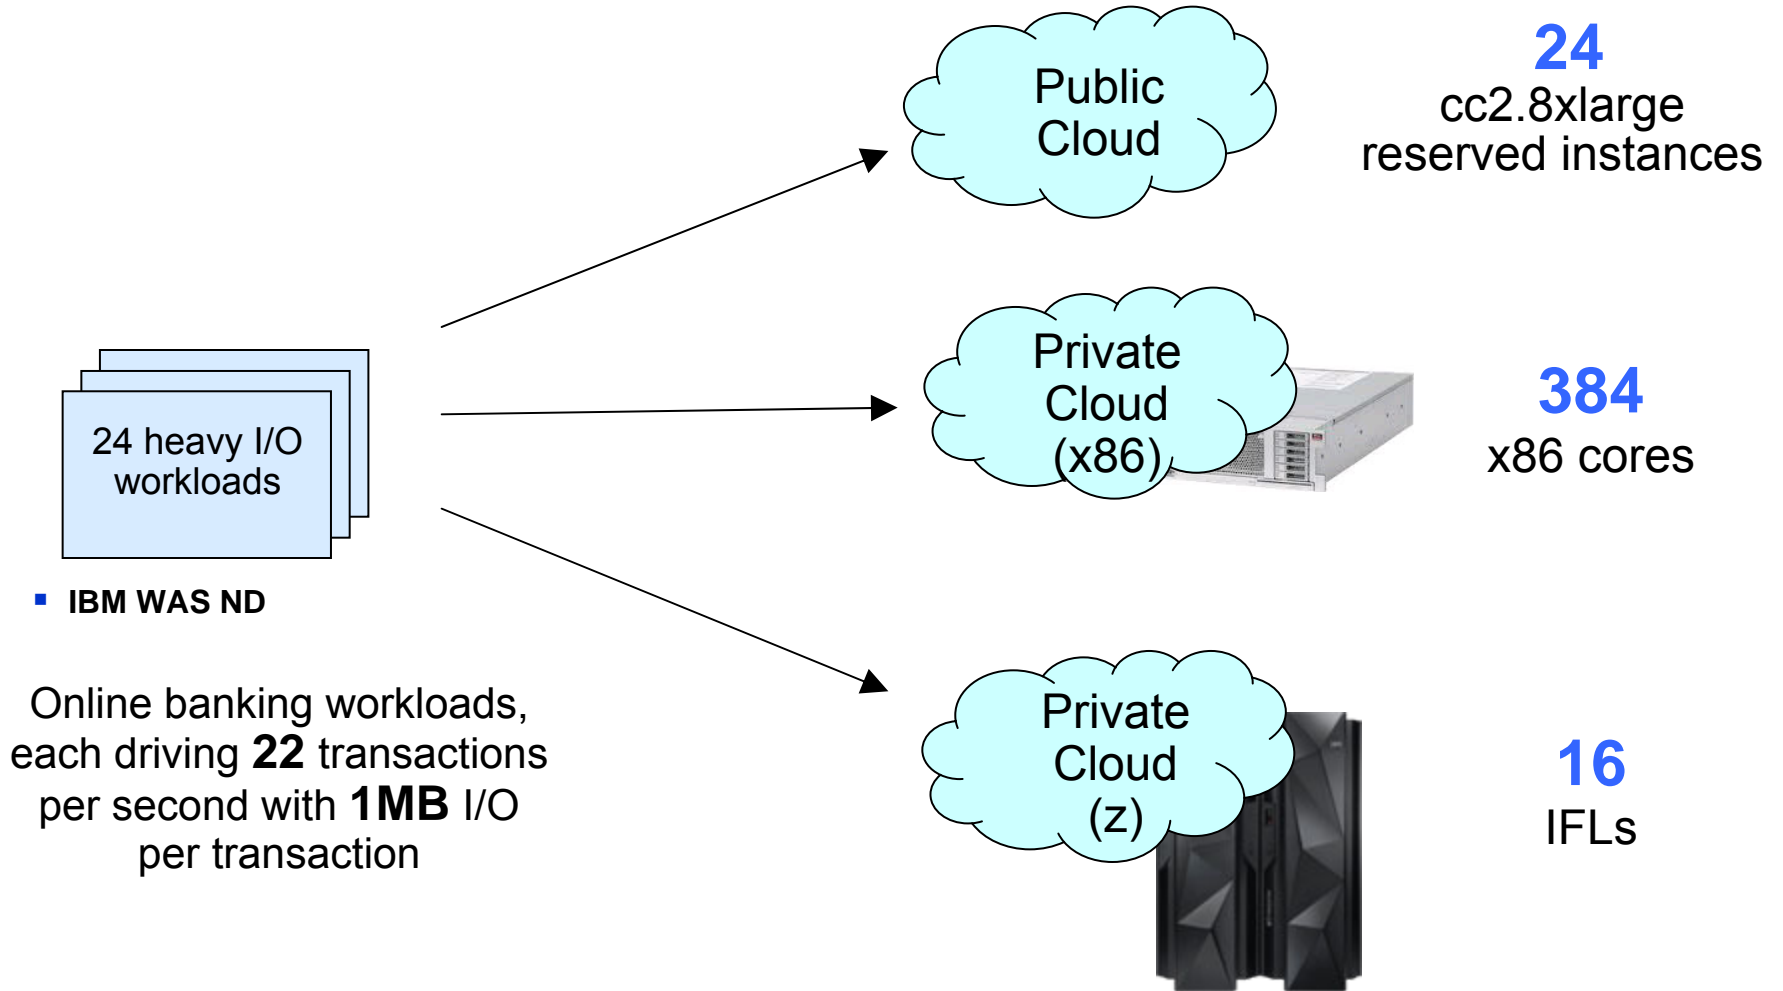 Public
Cloud
24
cc2.8xlarge
reserved instances
24 heavy I/O
workloads
▪ IBM WAS ND
Online banking workloads,
each driving 22 transactions
per second with 1MB I/O
per transaction
Private
Cloud
(x86)
384
x86 cores
Private
Cloud
(z)
16
IFLs